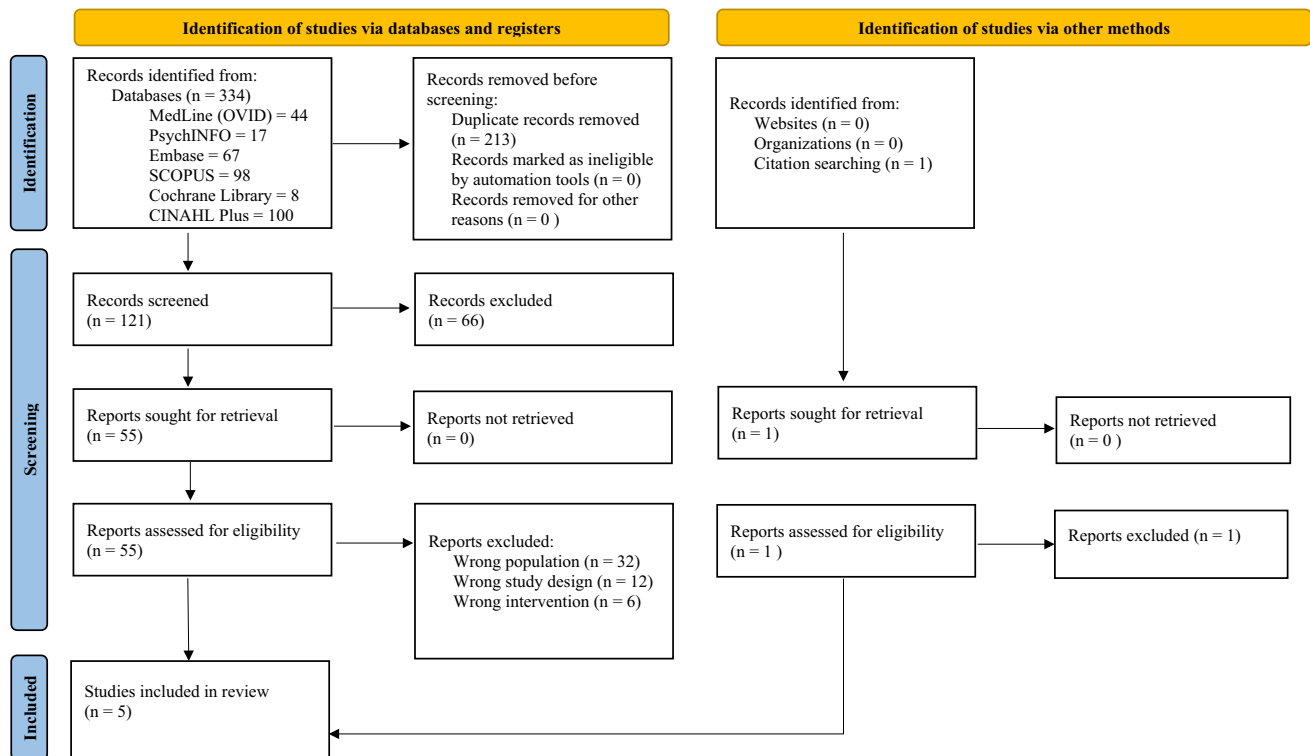 Identification of studies via databases and registers
Identification of studies via other methods
Identification
Records identified from:
Databases (n = 334)
MedLine (OVID) = 44
PsychINFO = 17
Embase = 67
SCOPUS = 98
Cochrane Library = 8
CINAHL Plus = 100
Records removed before
screening:
Duplicate records removed
(n = 213)
Records marked as ineligible
by automation tools (n = 0)
Records removed for other
reasons (n = 0 )
Records identified from:
Websites (n = 0)
Organizations (n = 0)
Citation searching (n = 1)
Screening
Records screened
(n = 121)
Records excluded
(n = 66)
Reports sought for retrieval
(n = 55)
Reports not retrieved
(n = 0)
Reports sought for retrieval
(n = 1)
Reports not retrieved
(n = 0 )
Reports assessed for eligibility
(n = 55)
Reports excluded:
Wrong population (n = 32)
Wrong study design (n = 12)
Wrong intervention (n = 6)
Reports assessed for eligibility
(n = 1 )
Reports excluded (n = 1)
Included
Studies included in review
(n = 5)